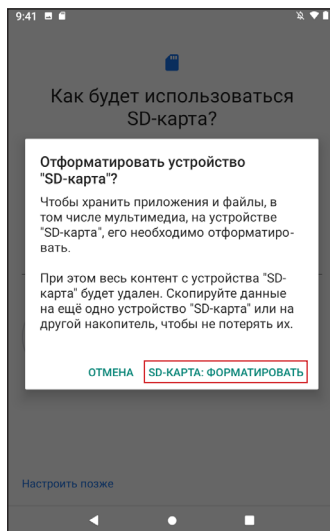 9:41
Как будет использоваться
SD-карта?
Отформатировать устройство
"SD-карта"?
Чтобы хранить приложения и файлы, в
том числе мультимедиа, на устройстве
"SD-карта", его необходимо отформатиро-
вать.
При этом весь контент с устройства "SD-
карта" будет удален. Скопируйте данные
на ещё одно устройство "SD-карта" или на
другой накопитель, чтобы не потерять их.
ОТМЕНА SD-КАРТА: ФОРМАТИРОВАТЬ
Настроить позже